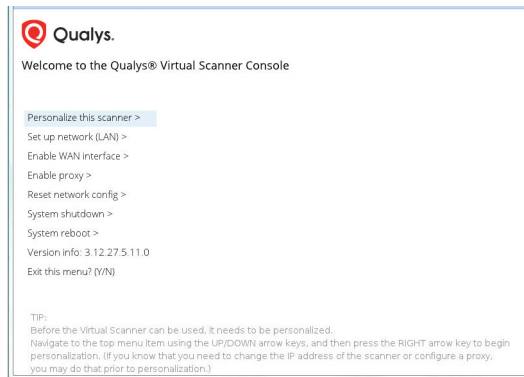 Qualys.
Welcome to the Qualys® Virtual Scanner Console
Personalize this scanner >
Set up network (LAN) >
Enable WAN interface >
Enable proxy >
Reset network config >
System shutdown >
System reboot >
Version info: 3.12.27.5.11.0
Exit this menu? (Y/N)
TIP:
Before the Virtual Scanner can be used, it needs to be personalized.
Navigate to the top menu item using the UP/DOWN arrow keys, and then press the RIGHT arrow key to begin
personalization. (If you know that you need to change the IP address of the scanner or configure a proxy,
you may do that prior to personalization.)